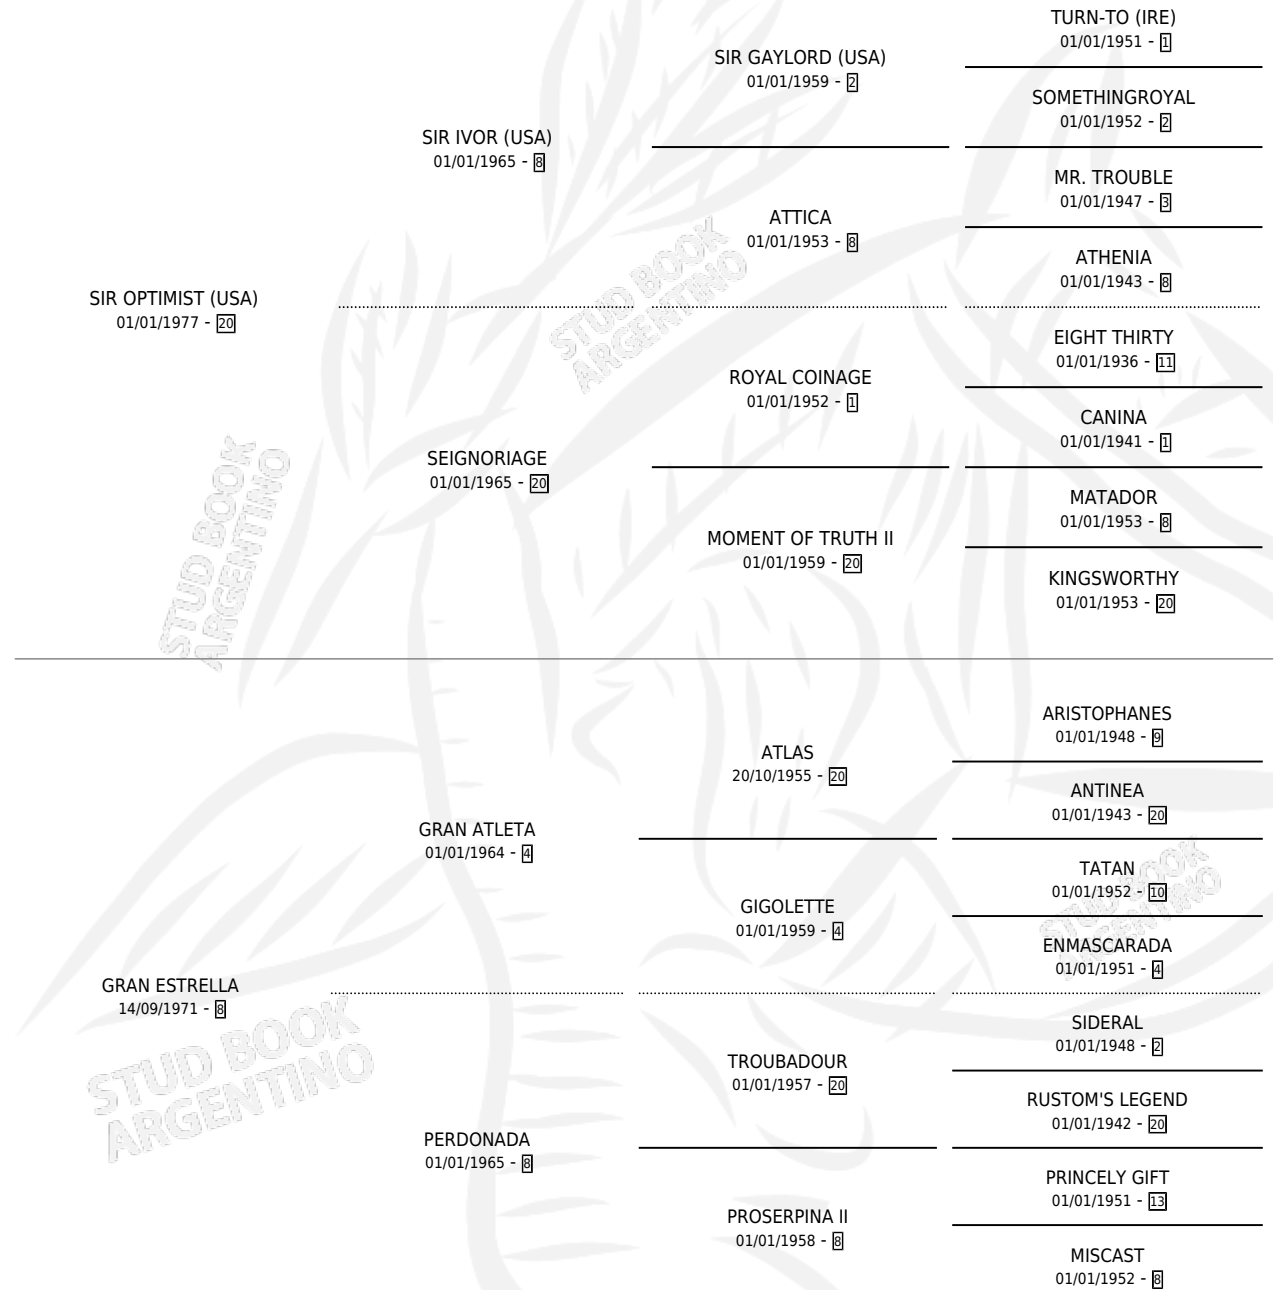 TURN-TO (IRE)
01/01/1951 - 1
SIR GAYLORD (USA)
01/01/1959 - 2
SOMETHINGROYAL
01/01/1952 - 2
SIR IVOR (USA)
01/01/1965 - 8
MR. TROUBLE
01/01/1947 - 3
ATTICA
01/01/1953 - 8
ATHENIA
01/01/1943 - 8
SIR OPTIMIST (USA)
01/01/1977 - 20
EIGHT THIRTY
01/01/1936 - 11
ROYAL COINAGE
01/01/1952 - 1
CANINA
01/01/1941 - 1
SEIGNORIAGE
01/01/1965 - 20
MATADOR
01/01/1953 - 8
MOMENT OF TRUTH II
01/01/1959 - 20
KINGSWORTHY
01/01/1953 - 20
STUD BOOK
ARGENTINO
STUD BOOK
ARGENTINO
ARISTOPHANES
01/01/1948 - 9
ATLAS
20/10/1955 - 20
ANTINEA
01/01/1943 - 20
GRAN ATLETA
01/01/1964 - 4
TATAN
01/01/1952 - 10
GIGOLETTE
01/01/1959 - 4
ENMASCARADA
01/01/1951 - 4
GRAN ESTRELLA
14/09/1971 - 8
SIDERAL
01/01/1948 - 2
TROUBADOUR
01/01/1957 - 20
RUSTOM'S LEGEND
01/01/1942 - 20
PERDONADA
01/01/1965 - 8
PRINCELY GIFT
01/01/1951 - 13
PROSERPINA II
01/01/1958 - 8
MISCAST
01/01/1952 - 8
STUD BOOK
ARGENTINO
STUD BOOK
ARGENTINO